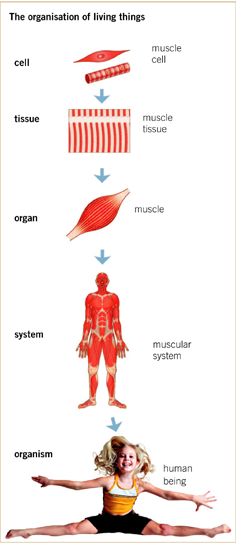 The organisation of living things
cell
muscle
cell
tissue
muscle
tissue
organ
muscle
system
muscular
system
organism
human
being